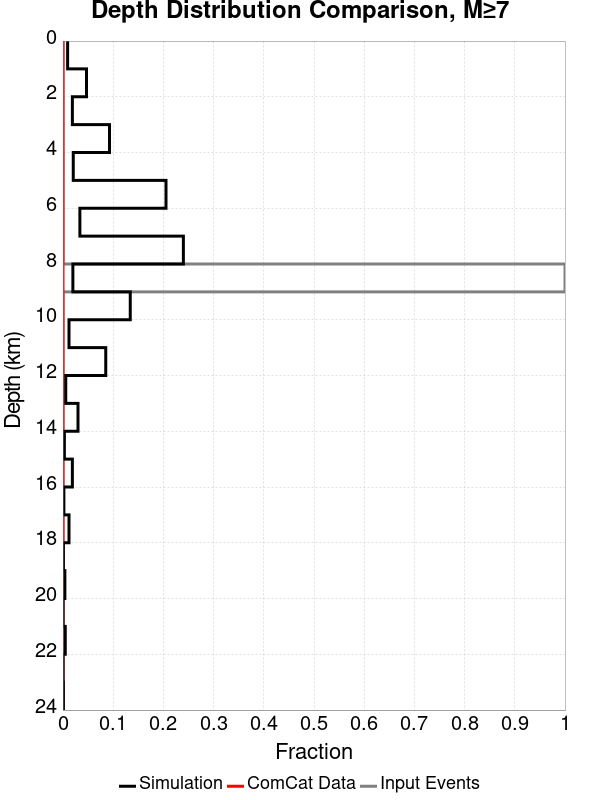 Depth Distribution Comparison, M≥7
0
2
4
6
8
10
12
14
16
18
20
22
24
Depth (km)
0 0.1 0.2 0.3 0.4 0.5 0.6 0.7 0.8 0.9 1
Fraction
Simulation ComCat Data Input Events